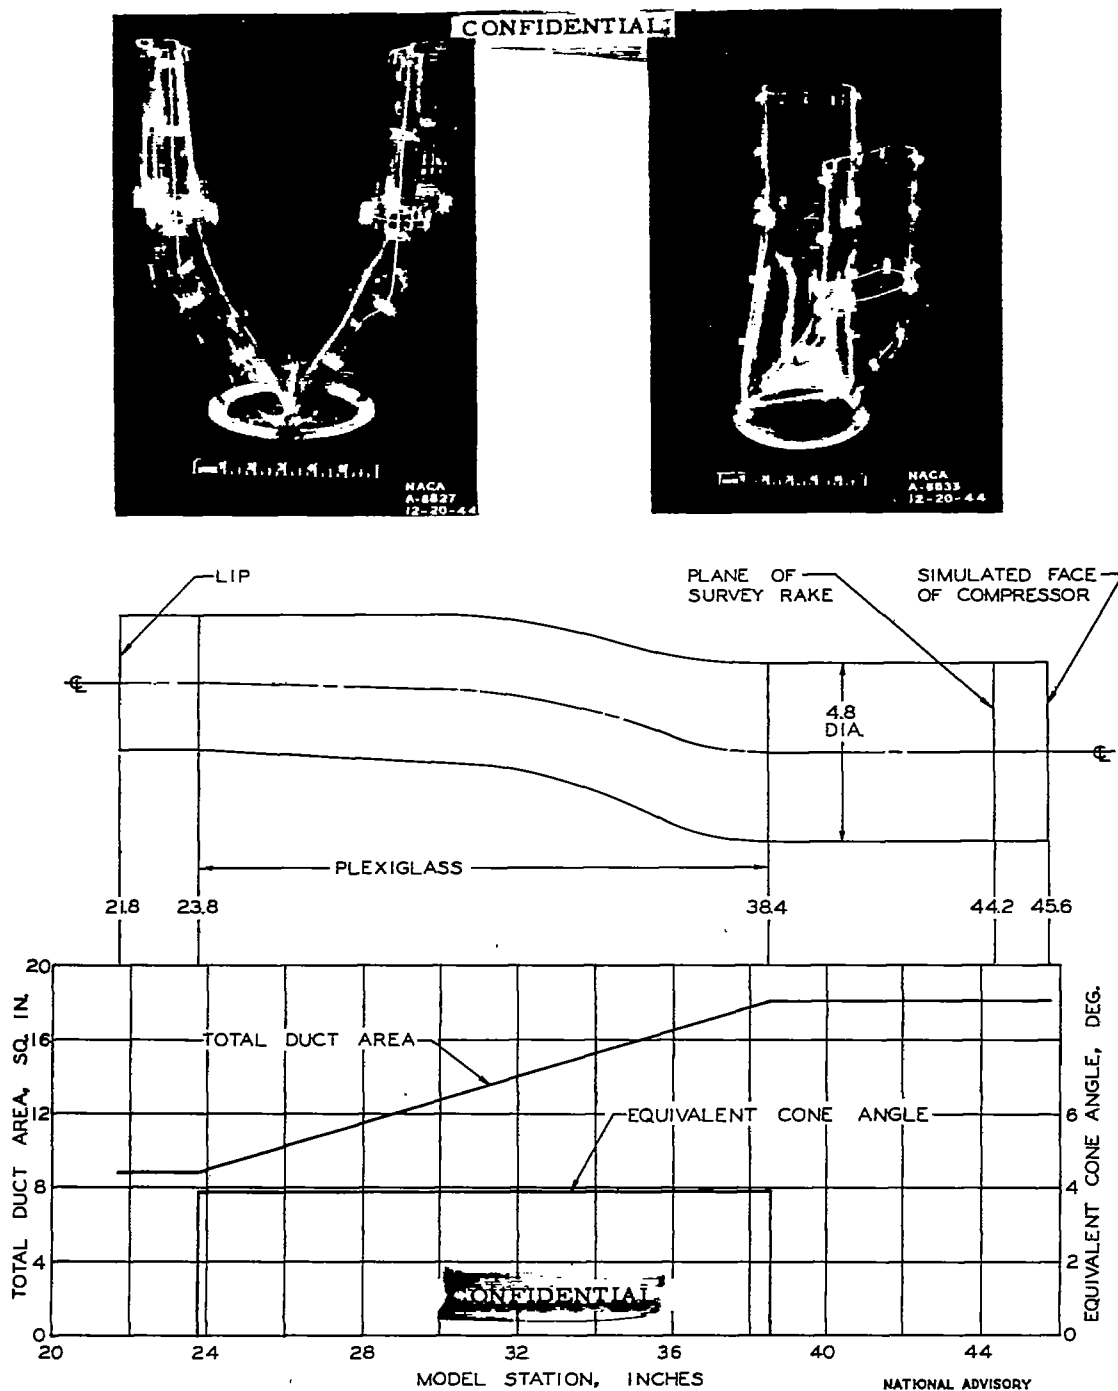 CONFIDENTIAL
NACA
A-8827
12-20-44
NACA
A-8833
12-20-44
LIP
PLANE OF
SURVEY RAKE
SIMULATED FACE
OF COMPRESSOR
℄
4.8
DIA.
℄
PLEXIGLASS
21.8 23.8 38.4 44.2 45.6
TOTAL DUCT AREA, SQ. IN.
20
16
12
8
4
0
TOTAL DUCT AREA
EQUIVALENT CONE ANGLE
EQUIVALENT CONE ANGLE, DEG.
6
4
2
0
CONFIDENTIAL
20 24 28 32 36 40 44
MODEL STATION, INCHES
NATIONAL ADVISORY